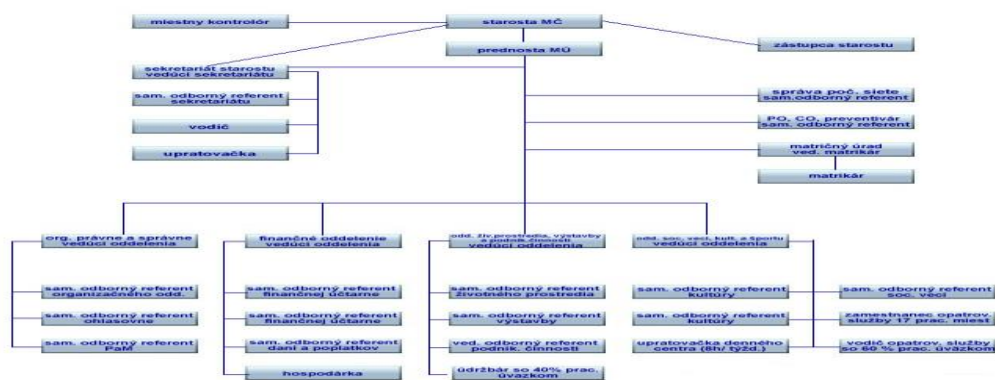 miestny kontrolór
starosta MČ
zástupca starostu
prednosta MÚ
sekretariát starostu
vedúci sekretariátu
sam. odborný referent
sekretariátu
vodič
upratovačka
správa poč. siete
sam.odborný referent
PO, CO, preventivár
sam. odborný referent
matričný úrad
ved. matrikár
matrikár
org. právne a správne
vedúci oddelenia
sam. odborný referent
organizačného odd.
sam. odborný referent
ohlasovne
sam. odborný referent
PaM
finančné oddelenie
vedúci oddelenia
sam. odborný referent
finančnej účtarne
sam. odborný referent
finančnej účtarne
sam. odborný referent
daní a poplatkov
hospodárka
odd. živ.prostredia, výstavby
a podnik.činnosti
vedúci oddelenia
sam. odborný referent
životného prostredia
sam. odborný referent
výstavby
ved. odborný referent
podnik. činnosti
údržbár so 40% prac.
úväzkom
odd. soc. vecí, kult. a športu
vedúci oddelenia
sam. odborný referent
kultúry
sam. odborný referent
kultúry
upratovačka denného
centra (8h/ týžd.)
sam. odborný referent
soc. vecí
zamestnanec opatrov.
služby 17 prac. miest
vodič opatrov. služby
so 60 % prac. úväzkom